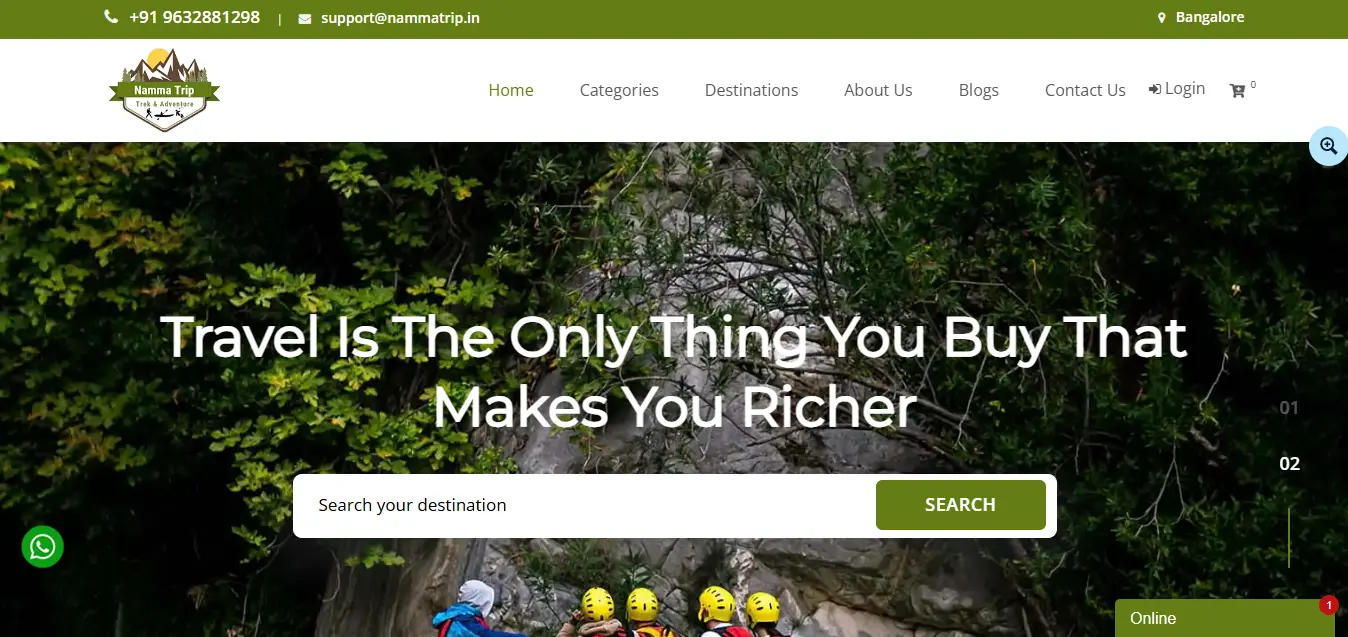 +91 9632881298 | support@nammatrip.in Bangalore
Namma Trip
Trek & Adventure
Home Categories Destinations About Us Blogs Contact Us Login 0
Travel Is The Only Thing You Buy That
Makes You Richer
01
02
Search your destination SEARCH
Online 1